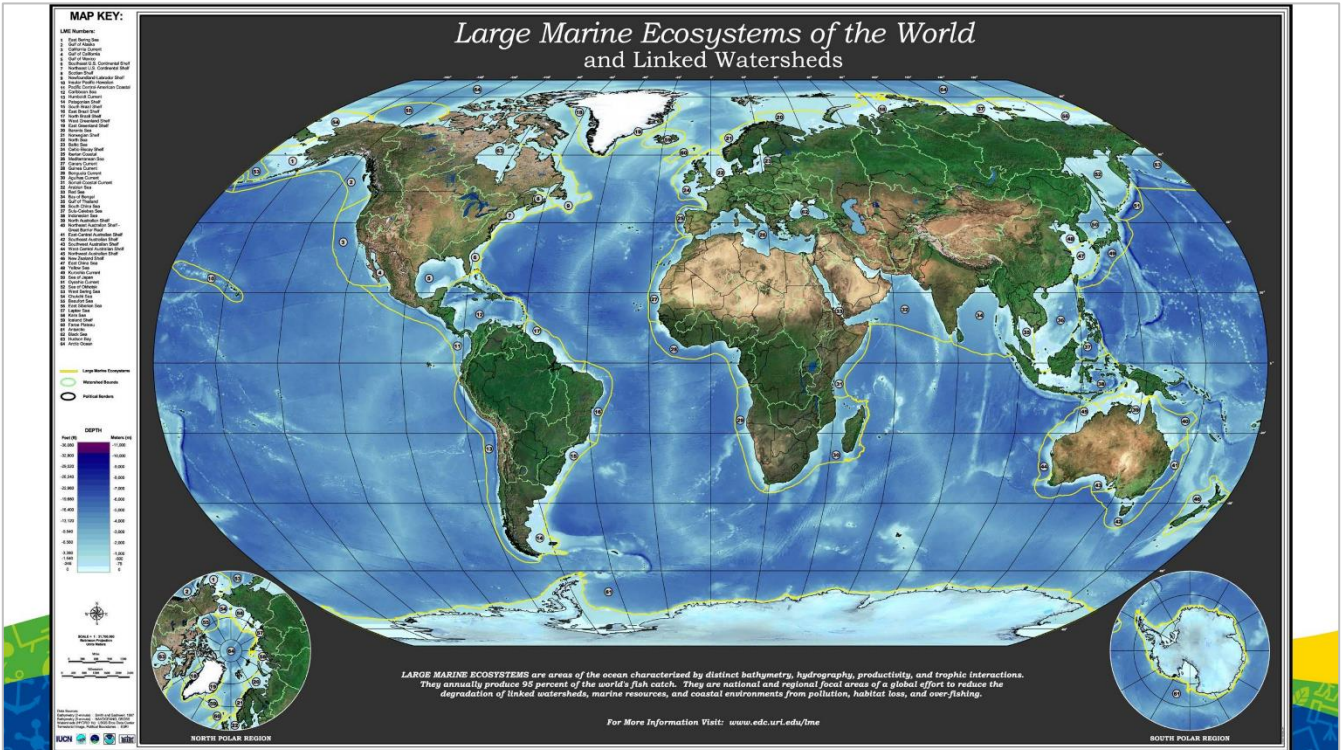 MAP KEY:
LME Numbers:
1 East Bering Sea
2 Gulf of Alaska
3 California Current
4 Gulf of California
5 Gulf of Mexico
6 Southeast U.S. Continental Shelf
7 Northeast U.S. Continental Shelf
8 Scotian Shelf
9 Newfoundland-Labrador Shelf
10 Insular Pacific Hawaiian
11 Pacific Central-American Coastal
12 Caribbean Sea
13 Humboldt Current
14 Patagonian Shelf
15 South Brazil Shelf
16 East Brazil Shelf
17 North Brazil Shelf
18 West Greenland Shelf
19 East Greenland Shelf
20 Barents Sea
21 Norwegian Shelf
22 North Sea
23 Baltic Sea
24 Celtic-Biscay Shelf
25 Iberian Coastal
26 Mediterranean Sea
27 Canary Current
28 Guinea Current
29 Benguela Current
30 Agulhas Current
31 Somali Coastal Current
32 Arabian Sea
33 Red Sea
34 Bay of Bengal
35 Gulf of Thailand
36 South China Sea
37 Sulu-Celebes Sea
38 Indonesian Sea
39 North Australian Shelf
40 Northeast Australian Shelf -
Great Barrier Reef
41 East-Central Australian Shelf
42 Southeast Australian Shelf
43 Southwest Australian Shelf
44 West-Central Australian Shelf
45 Northwest Australian Shelf
46 New Zealand Shelf
47 East China Sea
48 Yellow Sea
49 Kuroshio Current
50 Sea of Japan
51 Oyashio Current
52 Sea of Okhotsk
53 West Bering Sea
54 Chukchi Sea
55 Beaufort Sea
56 East Siberian Sea
57 Laptev Sea
58 Kara Sea
59 Iceland Shelf
60 Faroe Plateau
61 Antarctic
62 Black Sea
63 Hudson Bay
64 Arctic Ocean
Large Marine Ecosystems
Watershed Bounds
Political Borders
DEPTH
Feet (ft) Meters (m)
Large Marine Ecosystems of the World
and Linked Watersheds
NORTH POLAR REGION
LARGE MARINE ECOSYSTEMS are areas of the ocean characterized by distinct bathymetry, hydrography, productivity, and trophic interactions.
They annually produce 95 percent of the world's fish catch. They are national and regional focal areas of a global effort to reduce the
degradation of linked watersheds, marine resources, and coastal environments from pollution, habitat loss, and over-fishing.
For More Information Visit: www.edc.uri.edu/lme
SOUTH POLAR REGION
IUCN